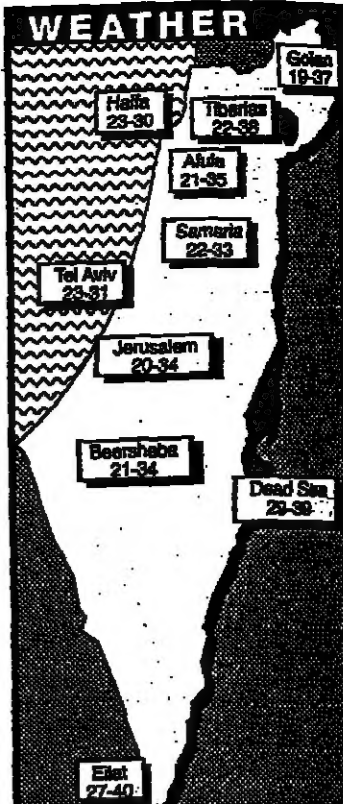 WEATHER
Golan
19-37
Haifa
23-30
Tiberias
22-38
Afula
21-35
Samaria
22-33
Tel Aviv
23-31
Jerusalem
20-34
Beersheba
21-34
Dead Sea
29-39
Eilat
27-40